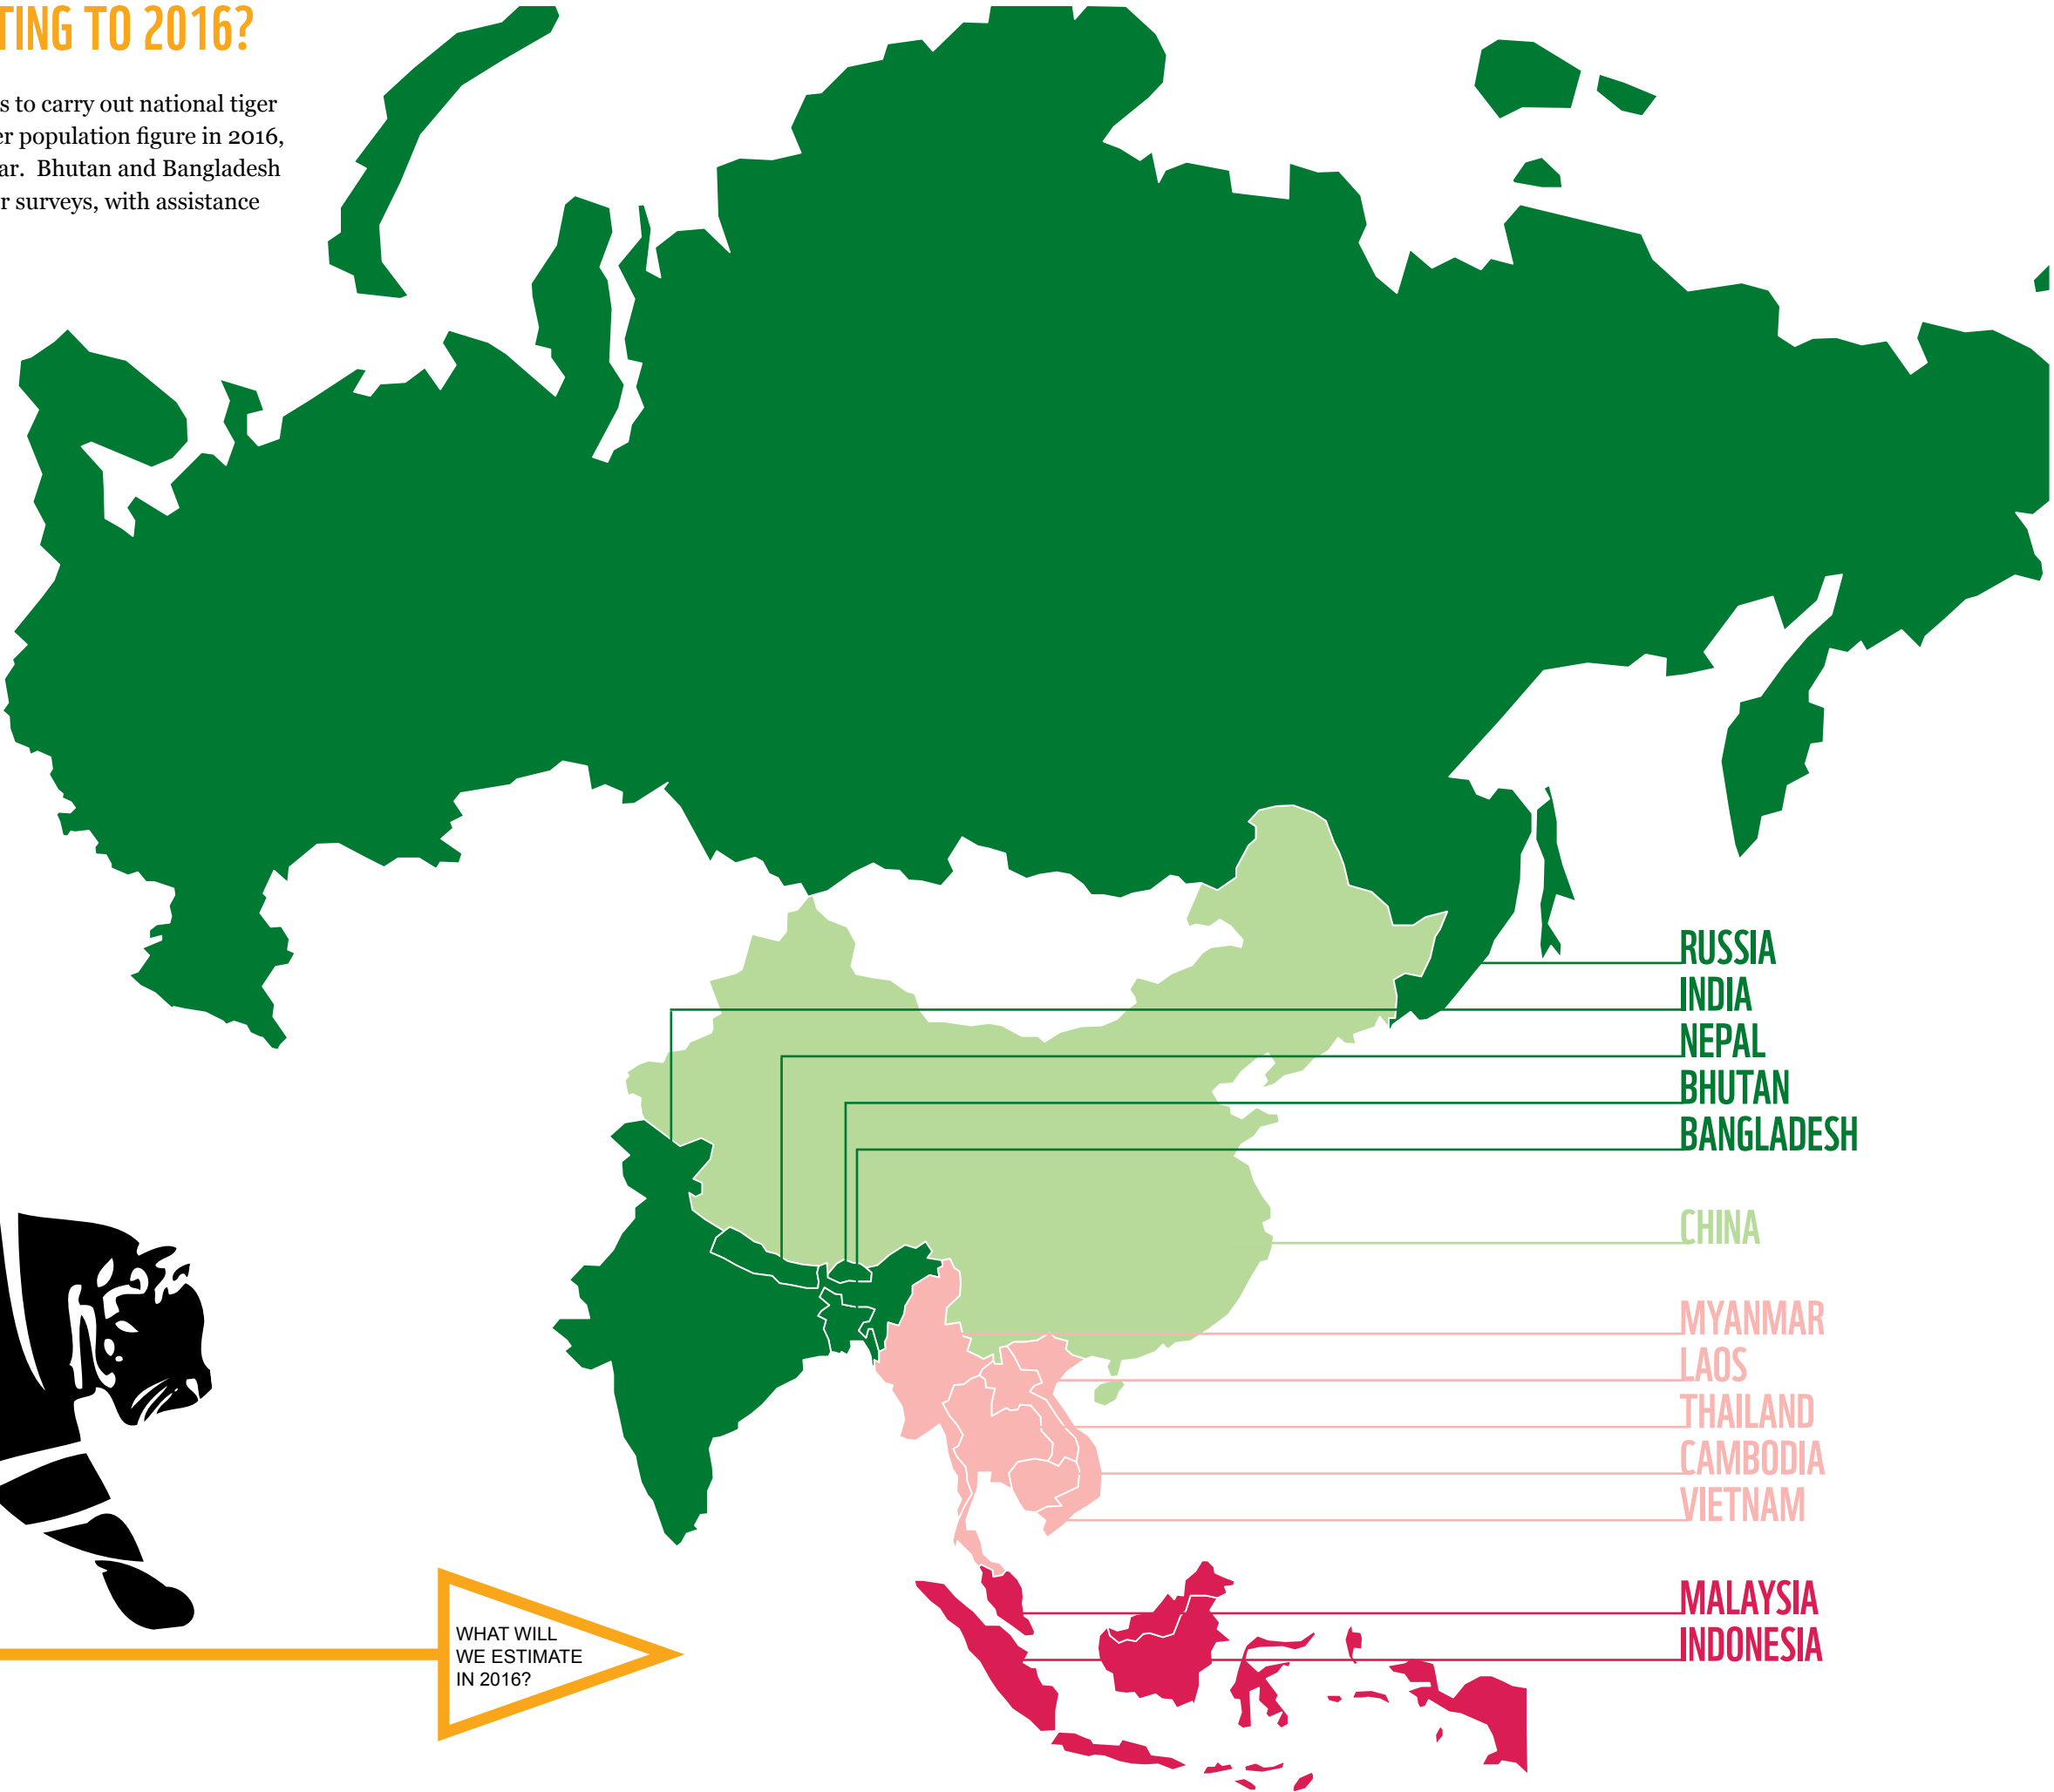 TING TO 2016?
s to carry out national tiger
er population figure in 2016,
ar.  Bhutan and Bangladesh
r surveys, with assistance
RUSSIA
INDIA
NEPAL
BHUTAN
BANGLADESH
CHINA
MYANMAR
LAOS
THAILAND
CAMBODIA
VIETNAM
MALAYSIA
INDONESIA
WHAT WILL
WE ESTIMATE
IN 2016?